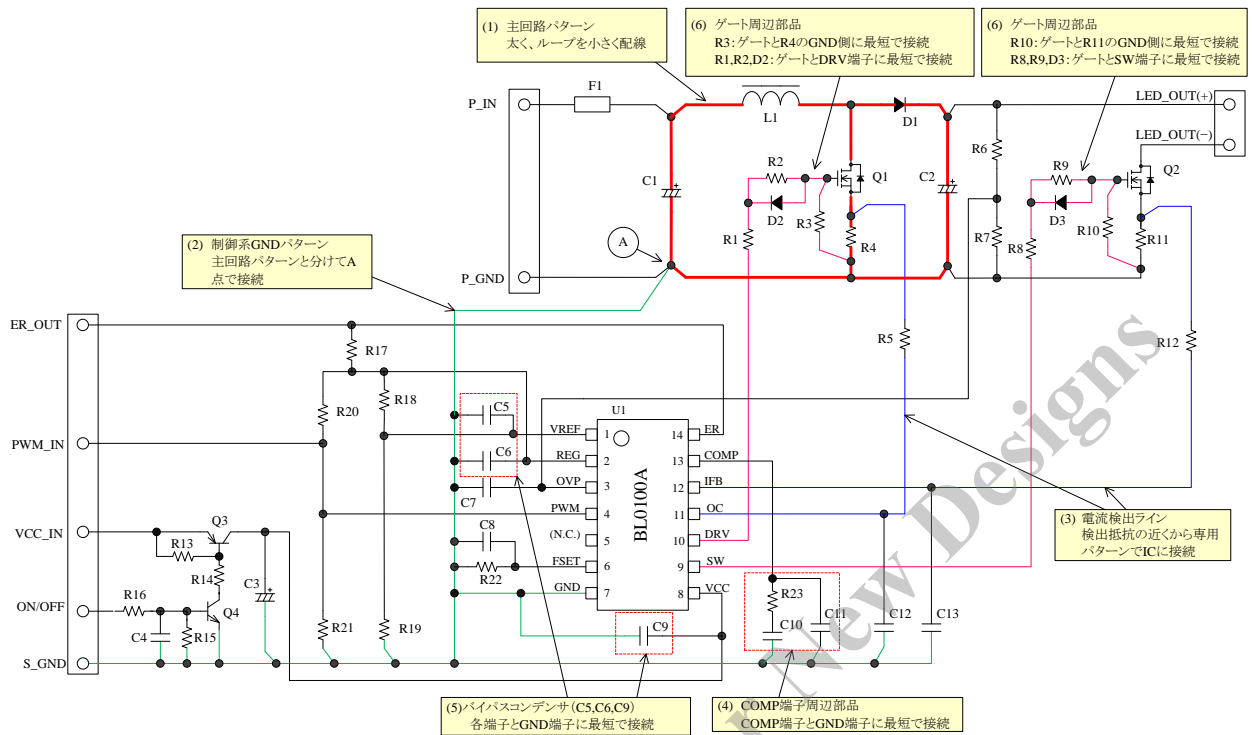 (1) 主回路パターン
太く、ループを小さく配線
(6) ゲート周辺部品
R3:ゲートとR4のGND側に最短で接続
R1,R2,D2:ゲートとDRV端子に最短で接続
(6) ゲート周辺部品
R10:ゲートとR11のGND側に最短で接続
R8,R9,D3:ゲートとSW端子に最短で接続
P_IN
F1
L1
D1
LED_OUT(+)
LED_OUT(−)
C1
R2
D2
R1
R3
Q1
R4
C2
R6
R7
R9
D3
R8
R10
Q2
R11
(2) 制御系GNDパターン
主回路パターンと分けてA
点で接続
A
P_GND
ER_OUT
R17
R5
R12
R20
R18
C5
U1
PWM_IN
VREF
1
14
ER
C6
REG
2
13
COMP
OVP
3
12
IFB
C7
PWM
4
11
OC
(3) 電流検出ライン
検出抵抗の近くから専用
パターンでICに接続
VCC_IN
Q3
R13
C8
(N.C.)
5
10
DRV
FSET
6
9
SW
R22
GND
7
8
VCC
BL0100A
R14
C3
R16
ON/OFF
Q4
C4
R15
R21
R19
C9
R23
C10
C11
C12
C13
S_GND
(5)バイパスコンデンサ(C5,C6,C9)
各端子とGND端子に最短で接続
(4) COMP端子周辺部品
COMP端子とGND端子に最短で接続
New Designs